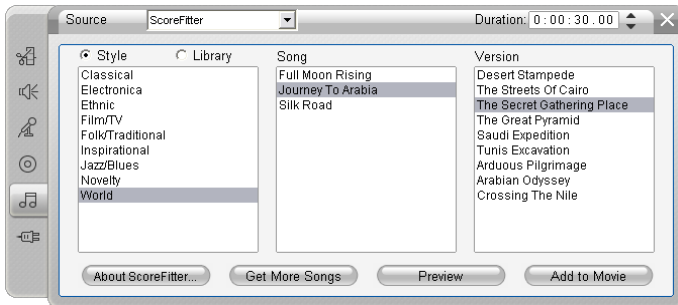 Source ScoreFitter Duration: 0:00:30.00
Style Library Song Version
Classical
Electronica
Ethnic
Film/TV
Folk/Traditional
Inspirational
Jazz/Blues
Novelty
World
Full Moon Rising
Journey To Arabia
Silk Road
Desert Stampede
The Streets Of Cairo
The Secret Gathering Place
The Great Pyramid
Saudi Expedition
Tunis Excavation
Arduous Pilgrimage
Arabian Odyssey
Crossing The Nile
About ScoreFitter... Get More Songs Preview Add to Movie